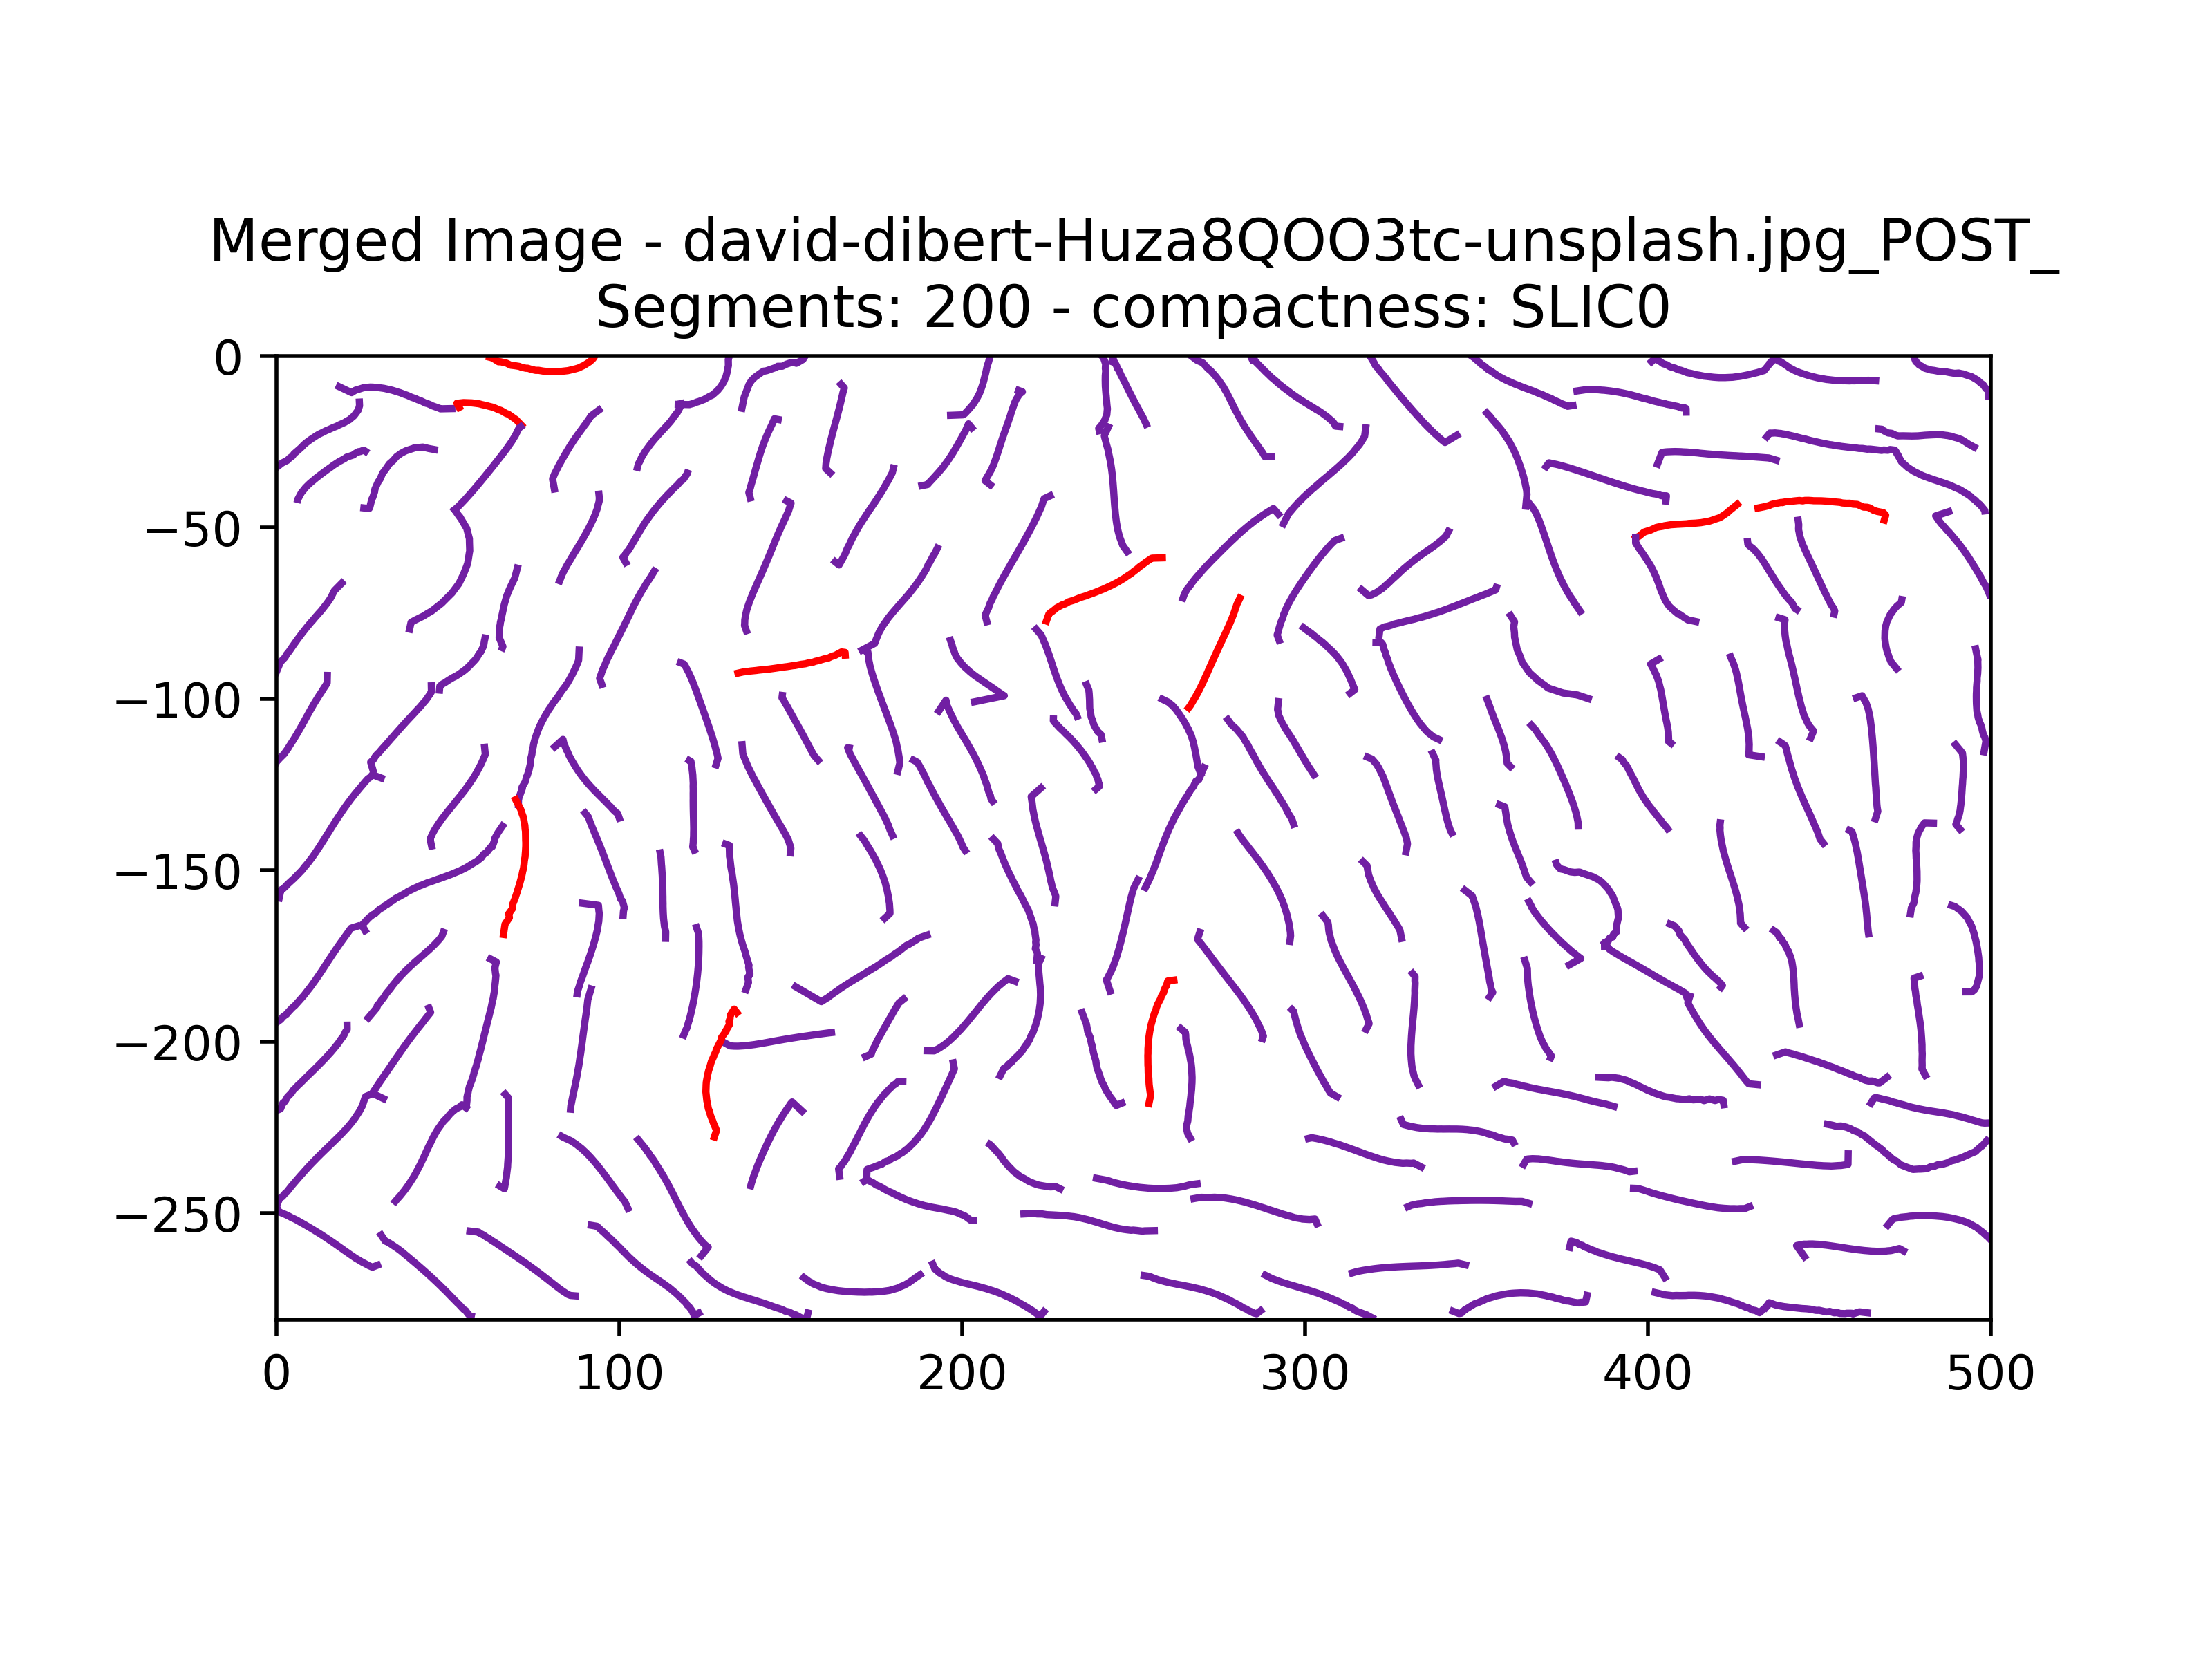 Merged Image - david-dibert-Huza8QOO3tc-unsplash.jpg_POST_
Segments: 200 - compactness: SLIC0
0
−50
−100
−150
−200
−250
0 100 200 300 400 500